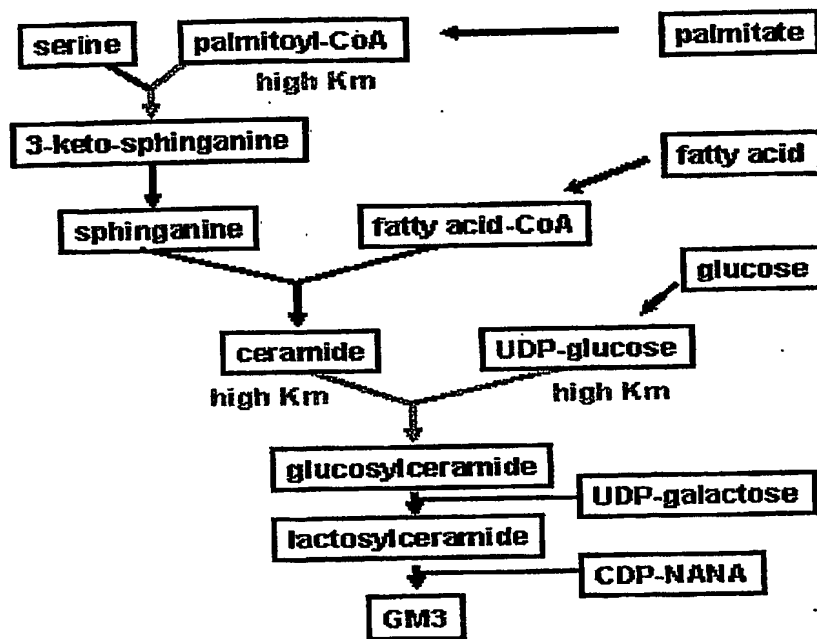 serine
palmitoyl-CoA
palmitate
high Km
3-keto-sphinganine
fatty acid
sphinganine
fatty acid-CoA
glucose
ceramide
UDP-glucose
high Km
high Km
glucosylceramide
UDP-galactose
lactosylceramide
CDP-NANA
GM3